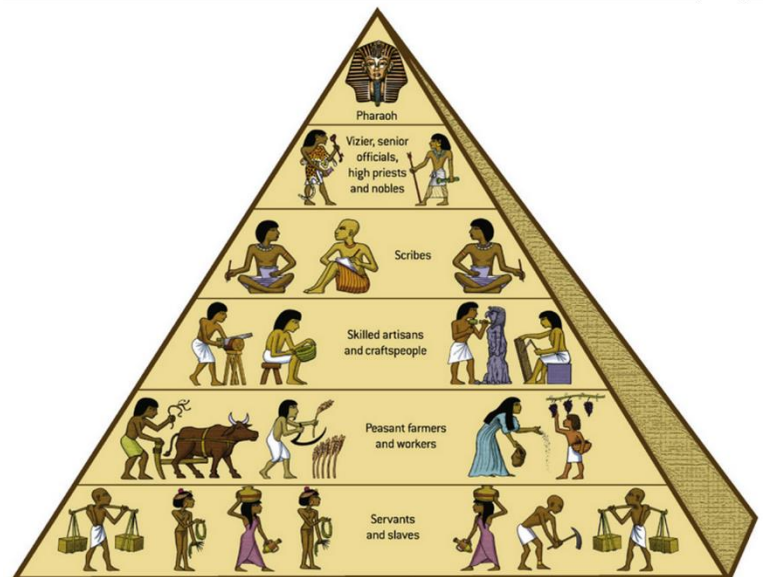 Pharaoh
Vizier, senior
officials,
high priests
and nobles
Scribes
Skilled artisans
and craftspeople
Peasant farmers
and workers
Servants
and slaves